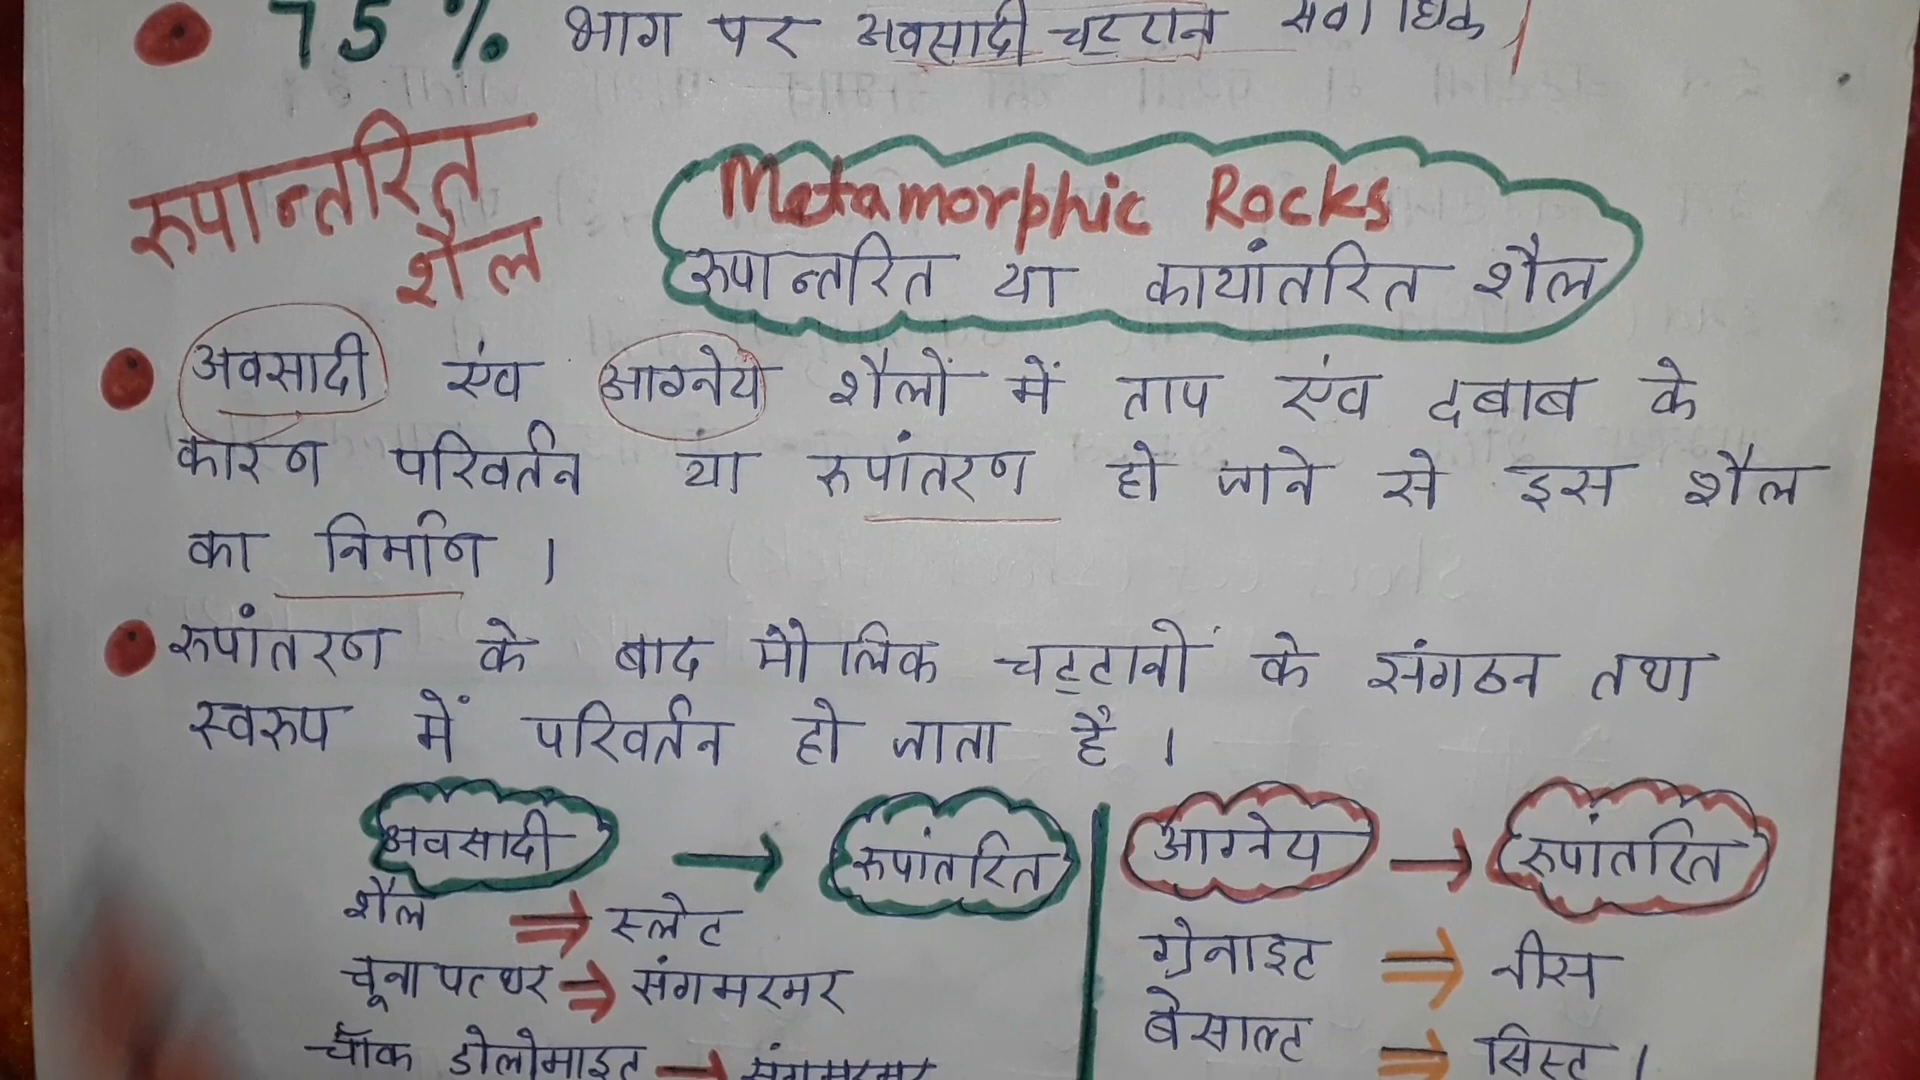 75% भाग पर अवसादी चट्टान सर्वाधिक
रुपान्तरित
शैल
Metamorphic Rocks
रुपान्तरित या कायांतरित शैल
अवसादी एंव आग्नेय शैलों में ताप एंव दबाब के
कारण परिवर्तन या रुपांतरण हो जाने से इस शैल
का निर्माण ।
रुपांतरण के बाद मौलिक चट्टानों के संगठन तथा
स्वरुप में परिवर्तन हो जाता है ।
अवसादी → रुपांतरित
शैल ⇒ स्लेट
चूना पत्थर ⇒ संगमरमर
चॉक डोलोमाइट → संगमरमर
आग्नेय → रुपांतरित
ग्रेनाइट ⇒ नीस
बेसाल्ट ⇒ सिस्ट ।